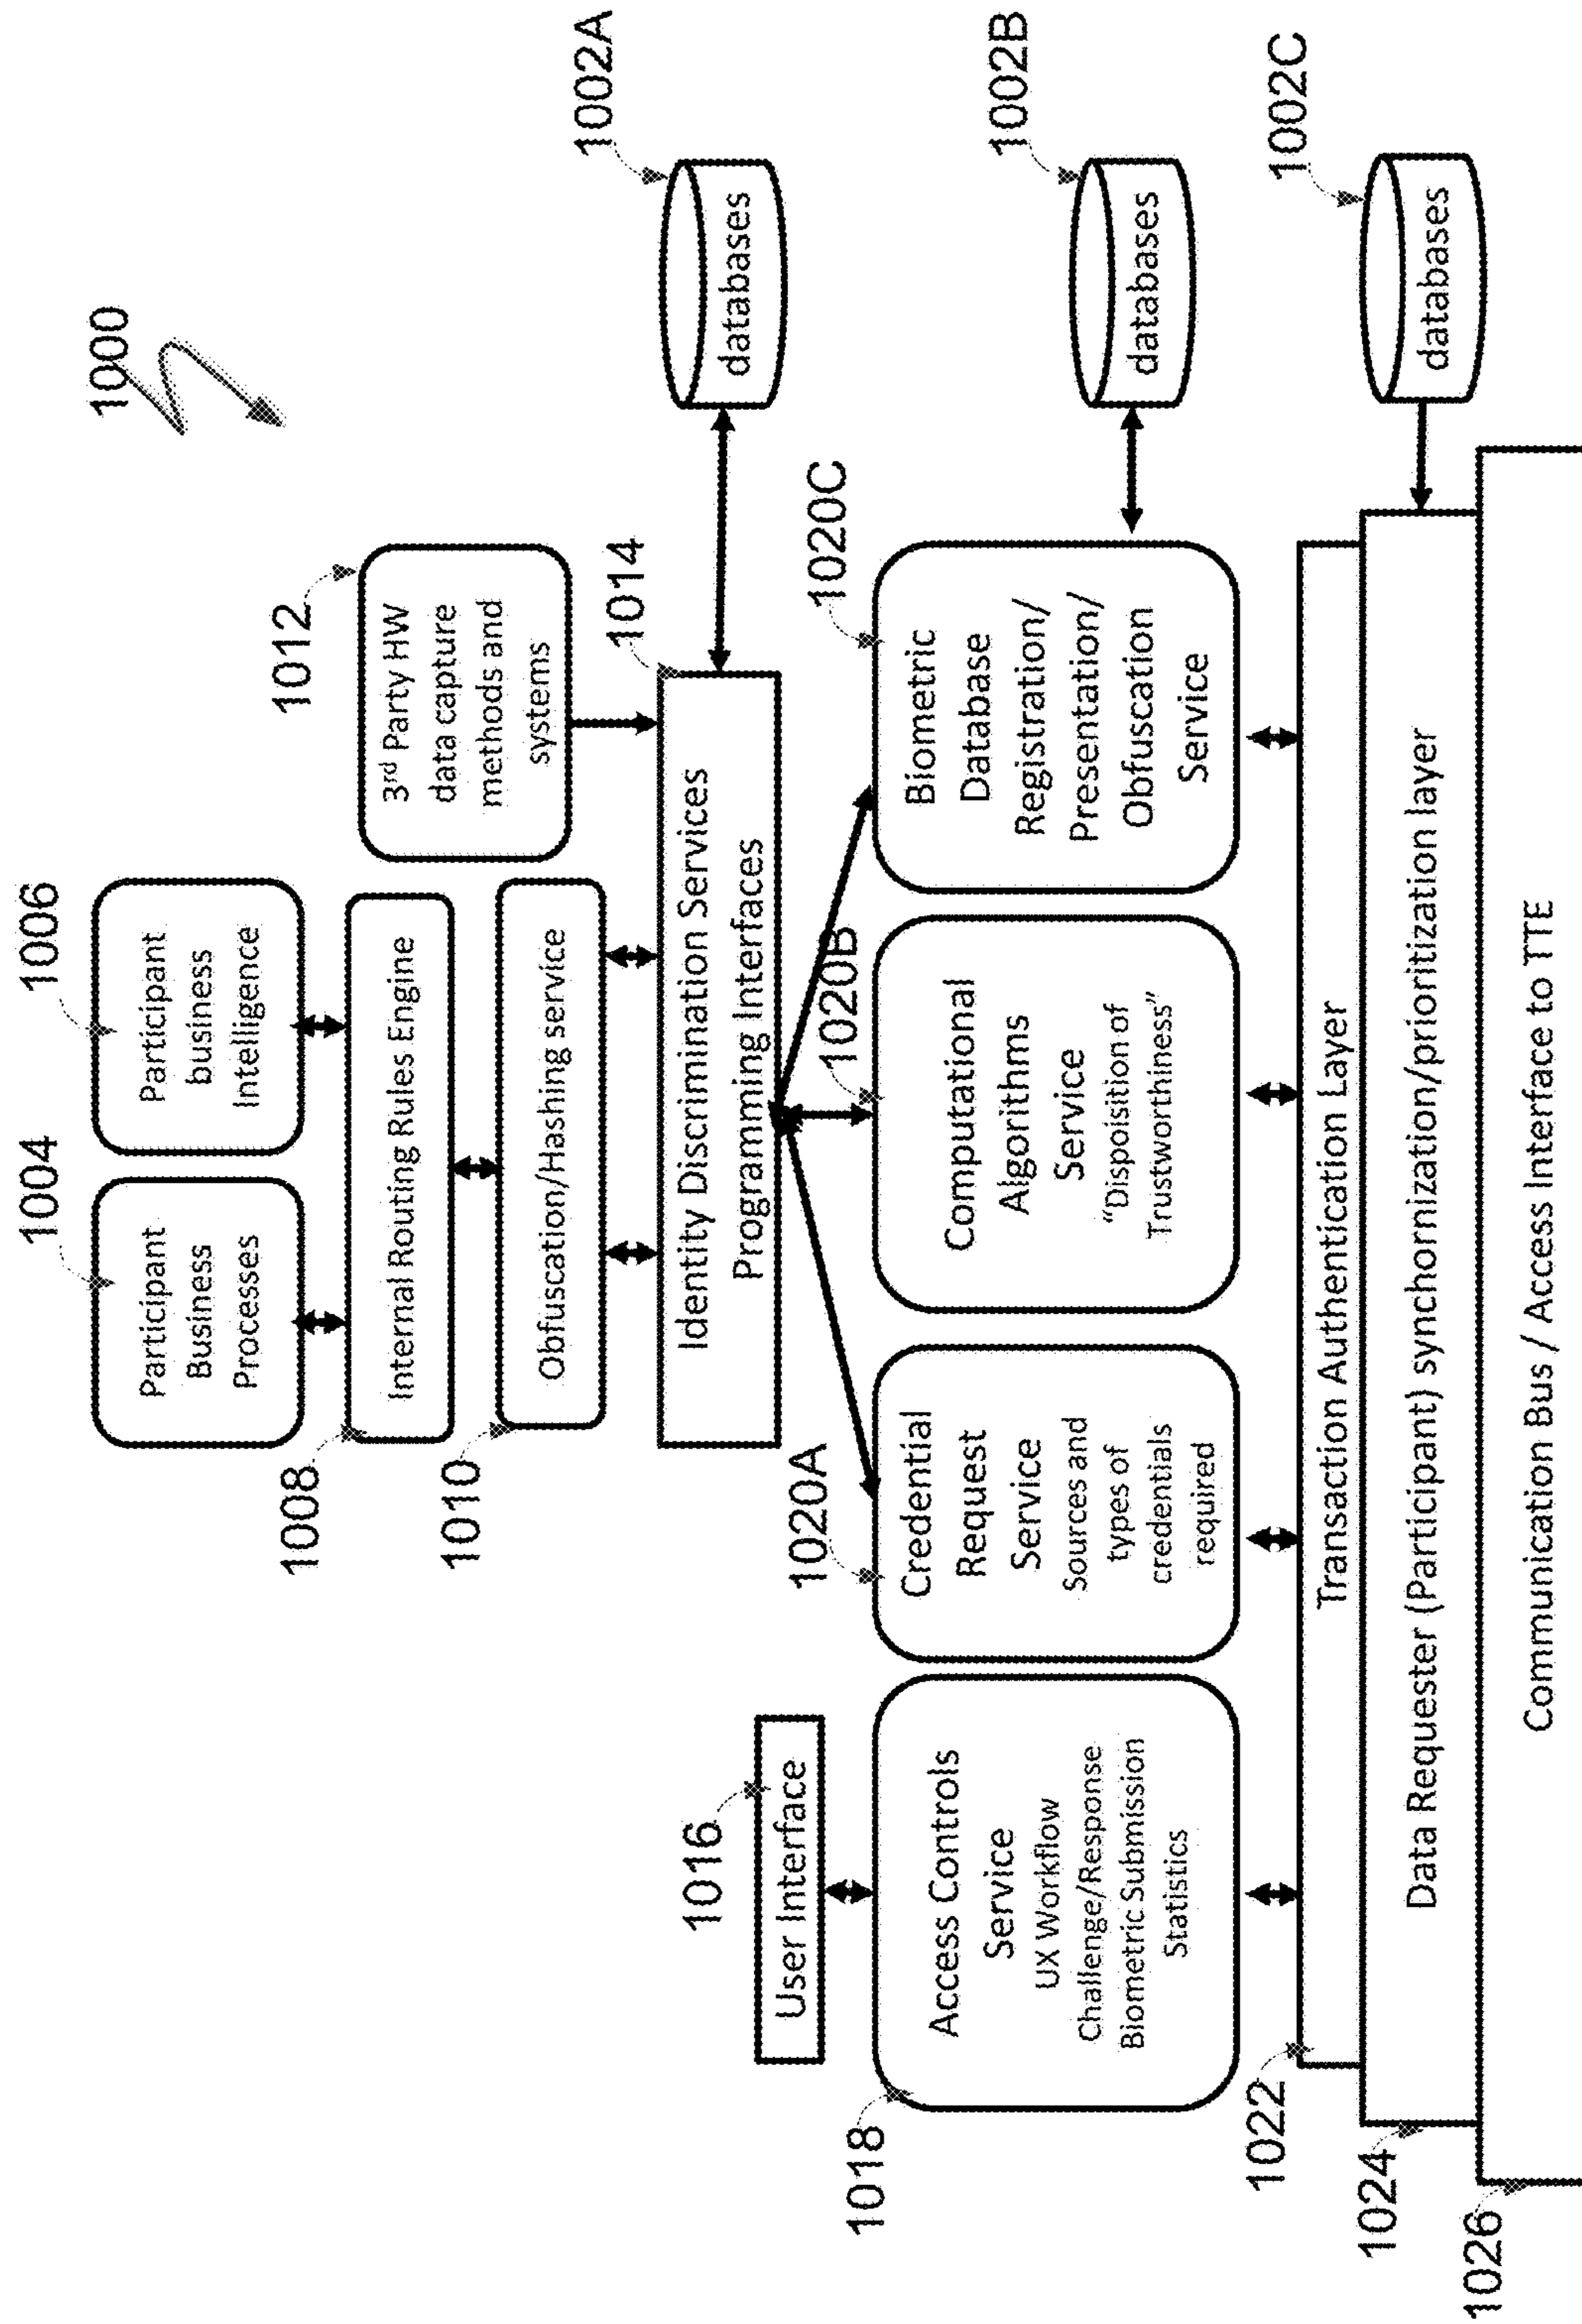 1000
1004
1006
Participant
Business
Processes
Participant
business
Intelligence
1008
Internal Routing Rules Engine
1012
3rd Party HW
data capture
methods and
systems
1010
Obfuscation/Hashing service
1014
Identity Discrimination Services
Programming Interfaces
1002A
databases
1016
User Interface
1018
Access Controls
Service
UX Workflow
Challenge/Response
Biometric Submission
Statistics
1020A
Credential
Request
Service
Sources and
types of
credentials
required
1020B
Computational
Algorithms
Service
“Dispoisition of
Trustworthiness”
1020C
Biometric
Database
Registration/
Presentation/
Obfuscation
Service
1002B
databases
1022
Transaction Authentication Layer
1002C
databases
1024
Data Requester (Participant) synchornization/prioritization layer
1026
Communication Bus / Access Interface to TTE